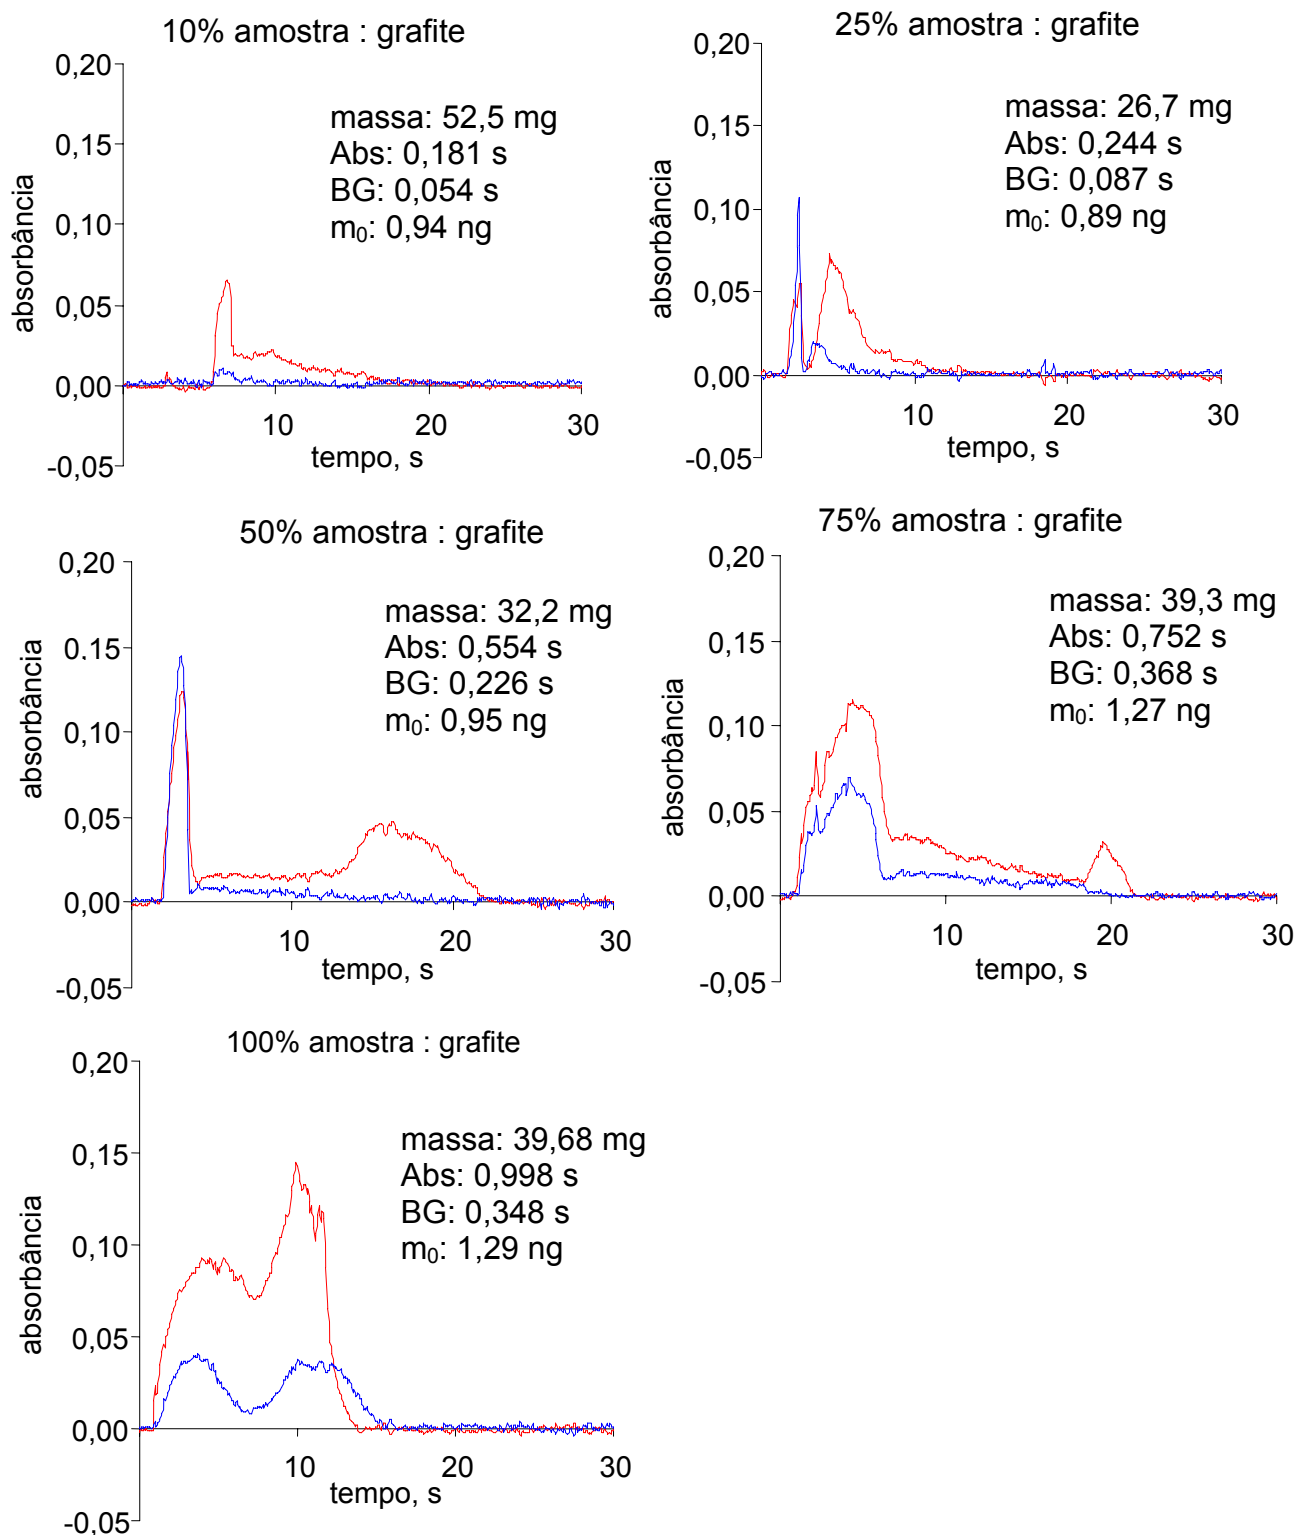 10% amostra : grafite
0,20
0,15
0,10
0,05
0,00
-0,05
absorbância
massa: 52,5 mg
Abs: 0,181 s
BG: 0,054 s
m₀: 0,94 ng
10
20
30
tempo, s
25% amostra : grafite
0,20
0,15
0,10
0,05
0,00
-0,05
absorbância
massa: 26,7 mg
Abs: 0,244 s
BG: 0,087 s
m₀: 0,89 ng
10
20
30
tempo, s
50% amostra : grafite
0,20
0,15
0,10
0,05
0,00
-0,05
absorbância
massa: 32,2 mg
Abs: 0,554 s
BG: 0,226 s
m₀: 0,95 ng
10
20
30
tempo, s
75% amostra : grafite
0,20
0,15
0,10
0,05
0,00
-0,05
absorbância
massa: 39,3 mg
Abs: 0,752 s
BG: 0,368 s
m₀: 1,27 ng
10
20
30
tempo, s
100% amostra : grafite
0,20
0,15
0,10
0,05
0,00
-0,05
absorbância
massa: 39,68 mg
Abs: 0,998 s
BG: 0,348 s
m₀: 1,29 ng
10
20
30
tempo, s